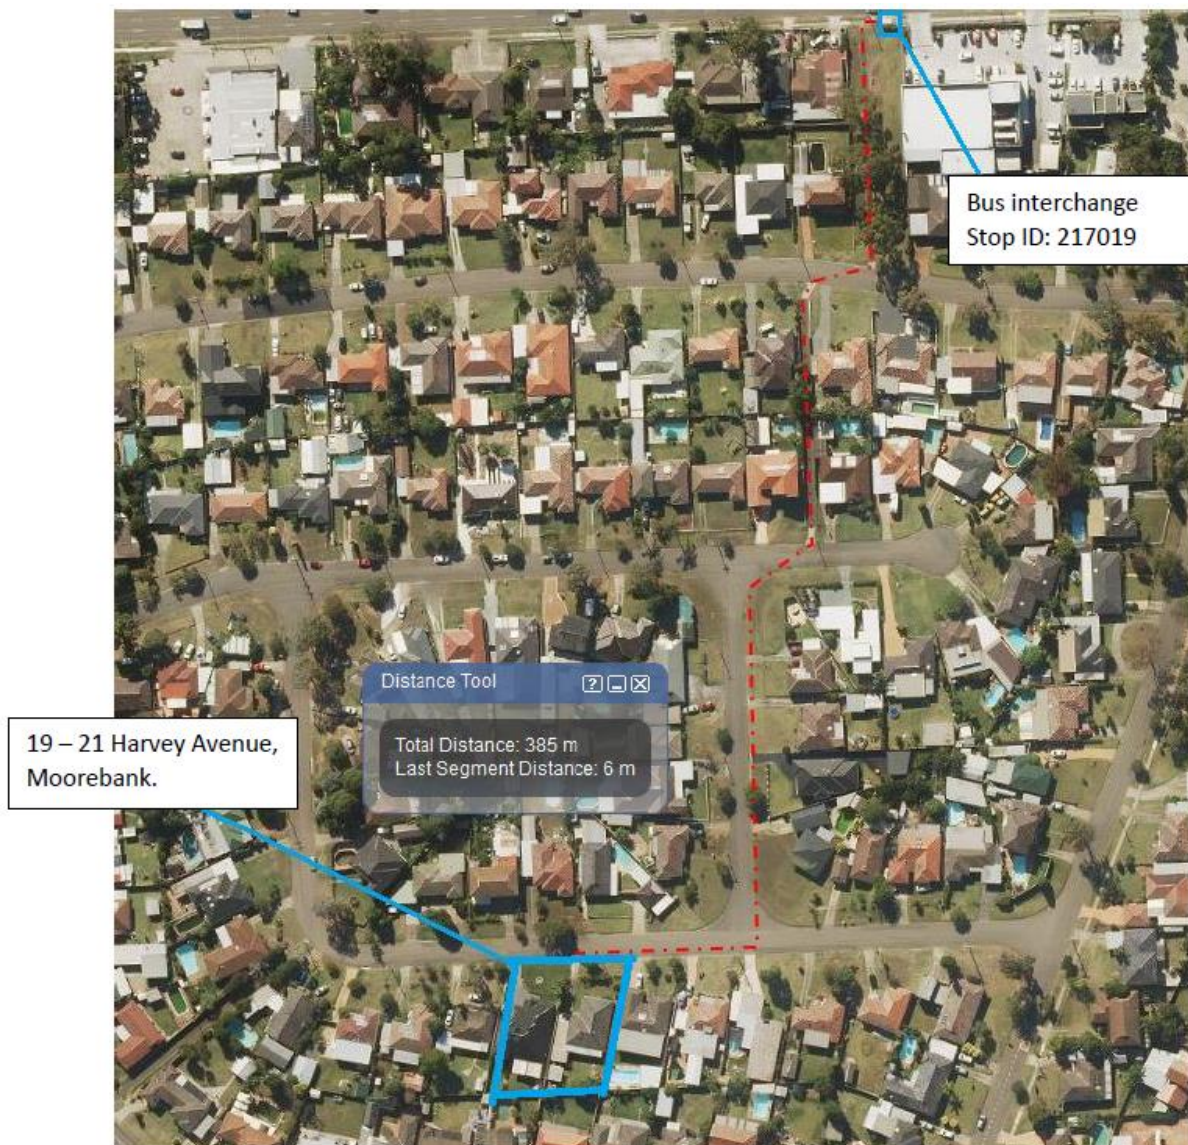 Bus interchange
Stop ID: 217019
Distance Tool
Total Distance: 385 m
Last Segment Distance: 6 m
19 – 21 Harvey Avenue,
Moorebank.